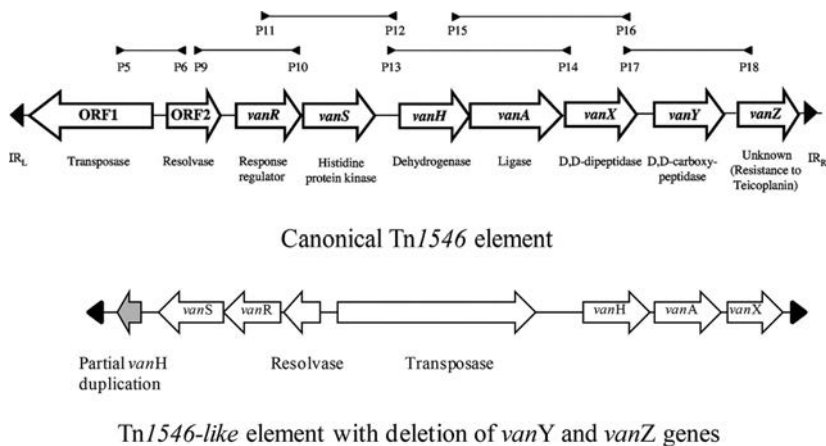 P11 P12 P15 P16
P5 P6 P9 P10 P13 P14 P17 P18
ORF1 ORF2 vanR vanS vanH vanA vanX vanY vanZ
IRL Transposase Resolvase Response Histidine Dehydrogenase Ligase D,D-dipeptidase D,D-carboxy- Unknown IRR
regulator protein kinase peptidase (Resistance to
Teicoplanin)
Canonical Tn1546 element
vanS vanR vanH vanA vanX
Partial vanH Resolvase Transposase
duplication
Tn1546-like element with deletion of vanY and vanZ genes